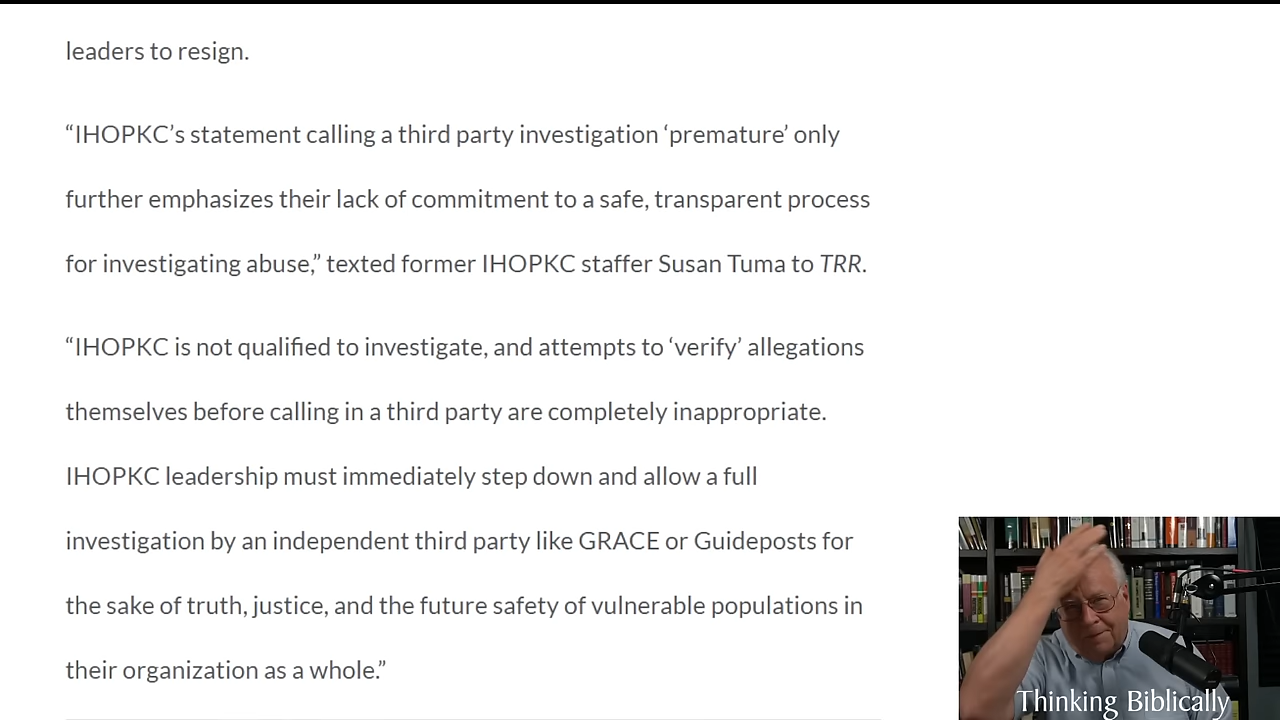 leaders to resign.
“IHOPKC’s statement calling a third party investigation ‘premature’ only
further emphasizes their lack of commitment to a safe, transparent process
for investigating abuse,” texted former IHOPKC staffer Susan Tuma to TRR.
“IHOPKC is not qualified to investigate, and attempts to ‘verify’ allegations
themselves before calling in a third party are completely inappropriate.
IHOPKC leadership must immediately step down and allow a full
investigation by an independent third party like GRACE or Guideposts for
the sake of truth, justice, and the future safety of vulnerable populations in
their organization as a whole.”
Thinking Biblically